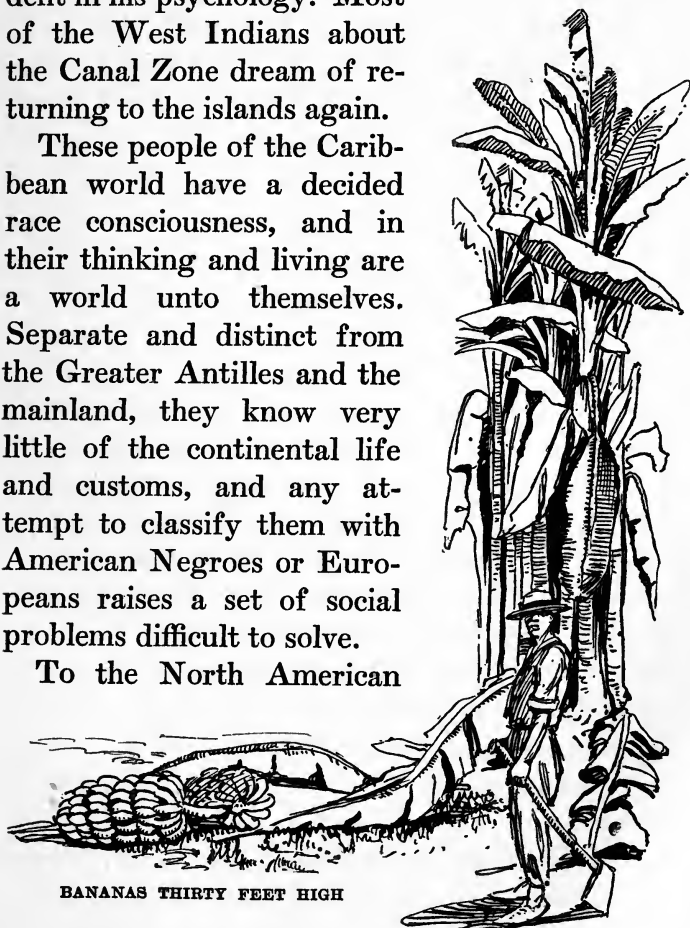 dent in his psychology. Most
of the West Indians about
the Canal Zone dream of re-
turning to the islands again.
These people of the Carib-
bean world have a decided
race consciousness, and in
their thinking and living are
a world unto themselves.
Separate and distinct from
the Greater Antilles and the
mainland, they know very
little of the continental life
and customs, and any at-
tempt to classify them with
American Negroes or Euro-
peans raises a set of social
problems difficult to solve.
To the North American
BANANAS THIRTY FEET HIGH